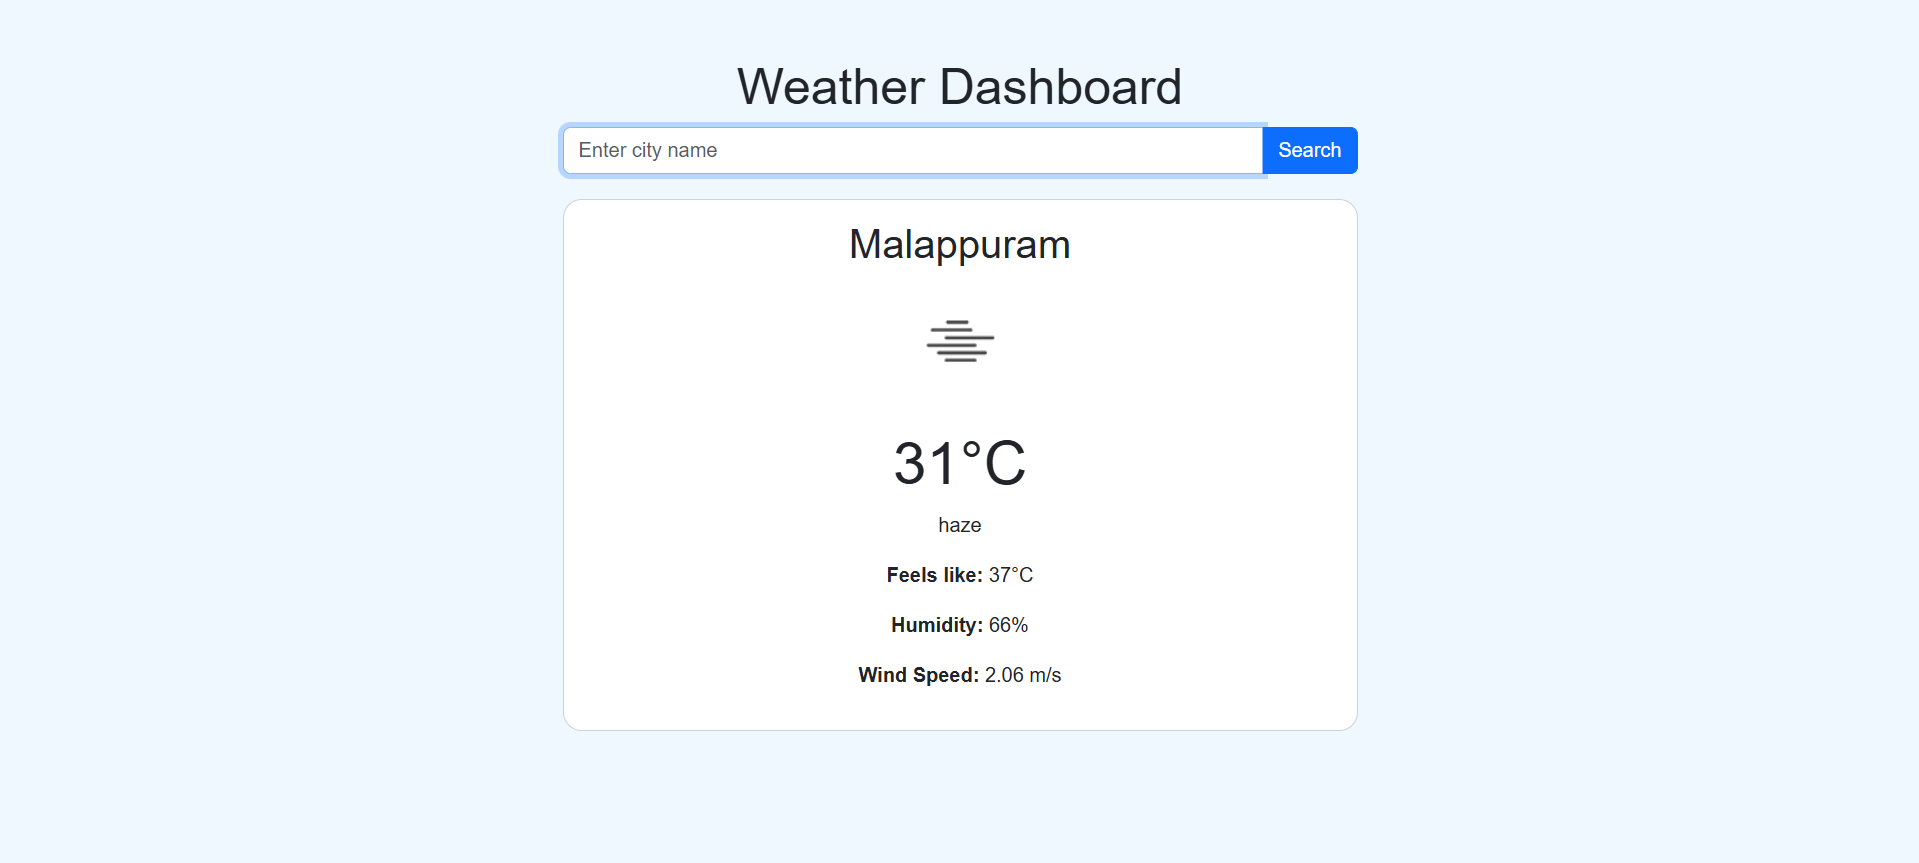 Weather Dashboard
Enter city name
Search
Malappuram
31°C
haze
Feels like: 37°C
Humidity: 66%
Wind Speed: 2.06 m/s